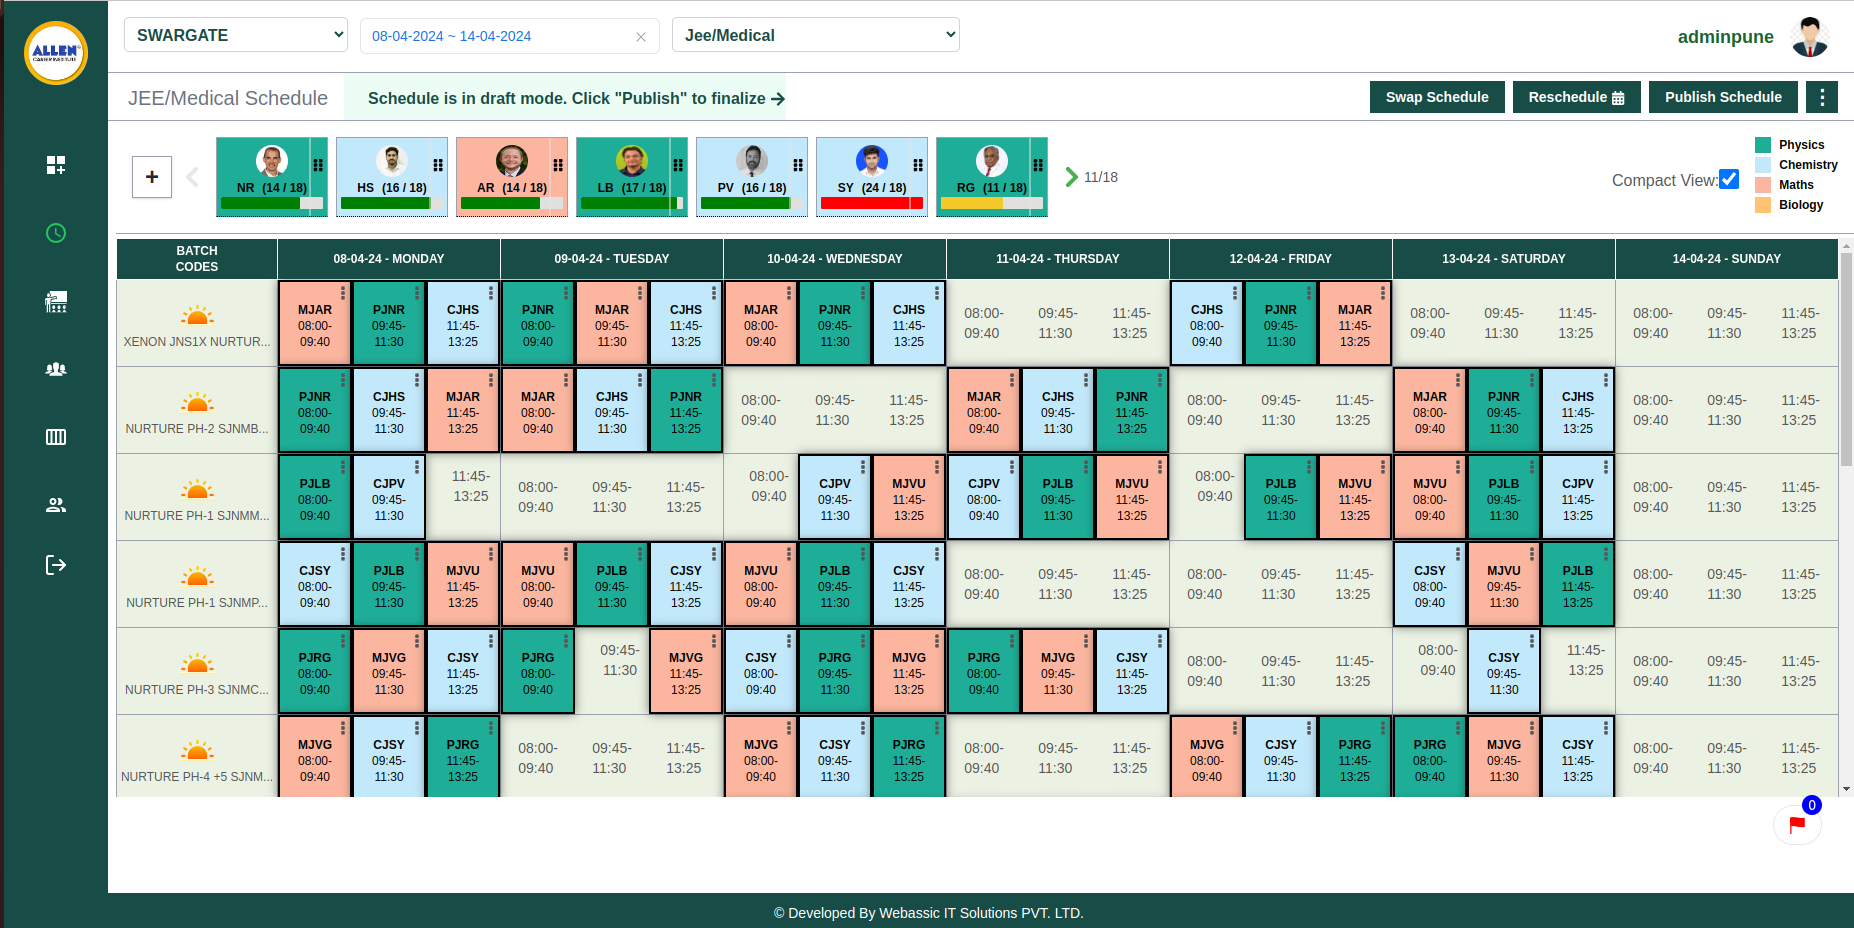 ALLEN
CAREER INSTITUTE
SWARGATE
08-04-2024 ~ 14-04-2024
Jee/Medical
adminpune
JEE/Medical Schedule
Schedule is in draft mode. Click "Publish" to finalize
Swap Schedule
Reschedule
Publish Schedule
+
NR (14 / 18)
HS (16 / 18)
AR (14 / 18)
LB (17 / 18)
PV (16 / 18)
SY (24 / 18)
RG (11 / 18)
11/18
Compact View:
Physics
Chemistry
Maths
Biology
BATCH
CODES
08-04-24 - MONDAY
09-04-24 - TUESDAY
10-04-24 - WEDNESDAY
11-04-24 - THURSDAY
12-04-24 - FRIDAY
13-04-24 - SATURDAY
14-04-24 - SUNDAY
MJAR PJNR CJHS PJNR MJAR CJHS MJAR PJNR CJHS CJHS PJNR MJAR
08:00- 09:45- 11:45- 08:00- 09:45- 11:45- 08:00- 09:45- 11:45- 08:00- 09:45- 11:45- 08:00- 09:45- 11:45- 08:00- 09:45- 11:45- 08:00- 09:45- 11:45-
09:40 11:30 13:25 09:40 11:30 13:25 09:40 11:30 13:25 09:40 11:30 13:25 09:40 11:30 13:25 09:40 11:30 13:25 09:40 11:30 13:25
XENON JNS1X NURTUR...
PJNR CJHS MJAR MJAR CJHS PJNR MJAR CJHS PJNR MJAR PJNR CJHS
08:00- 09:45- 11:45- 08:00- 09:45- 11:45- 08:00- 09:45- 11:45- 08:00- 09:45- 11:45- 08:00- 09:45- 11:45- 08:00- 09:45- 11:45- 08:00- 09:45- 11:45-
09:40 11:30 13:25 09:40 11:30 13:25 09:40 11:30 13:25 09:40 11:30 13:25 09:40 11:30 13:25 09:40 11:30 13:25 09:40 11:30 13:25
NURTURE PH-2 SJNMB...
PJLB CJPV CJPV MJVU CJPV PJLB MJVU PJLB MJVU MJVU PJLB CJPV
08:00- 09:45- 11:45- 08:00- 09:45- 11:45- 08:00- 09:45- 11:45- 08:00- 09:45- 11:45- 08:00- 09:45- 11:45- 08:00- 09:45- 11:45- 08:00- 09:45- 11:45-
09:40 11:30 13:25 09:40 11:30 13:25 09:40 11:30 13:25 09:40 11:30 13:25 09:40 11:30 13:25 09:40 11:30 13:25 09:40 11:30 13:25
NURTURE PH-1 SJNMM...
CJSY PJLB MJVU MJVU PJLB CJSY MJVU PJLB CJSY CJSY MJVU PJLB
08:00- 09:45- 11:45- 08:00- 09:45- 11:45- 08:00- 09:45- 11:45- 08:00- 09:45- 11:45- 08:00- 09:45- 11:45- 08:00- 09:45- 11:45- 08:00- 09:45- 11:45-
09:40 11:30 13:25 09:40 11:30 13:25 09:40 11:30 13:25 09:40 11:30 13:25 09:40 11:30 13:25 09:40 11:30 13:25 09:40 11:30 13:25
NURTURE PH-1 SJNMP...
PJRG MJVG CJSY PJRG MJVG CJSY PJRG MJVG PJRG MJVG CJSY CJSY
08:00- 09:45- 11:45- 08:00- 09:45- 11:45- 08:00- 09:45- 11:45- 08:00- 09:45- 11:45- 08:00- 09:45- 11:45- 08:00- 09:45- 11:45- 08:00- 09:45- 11:45-
09:40 11:30 13:25 09:40 11:30 13:25 09:40 11:30 13:25 09:40 11:30 13:25 09:40 11:30 13:25 09:40 11:30 13:25 09:40 11:30 13:25
NURTURE PH-3 SJNMC...
MJVG CJSY PJRG MJVG CJSY PJRG MJVG CJSY PJRG PJRG MJVG CJSY
08:00- 09:45- 11:45- 08:00- 09:45- 11:45- 08:00- 09:45- 11:45- 08:00- 09:45- 11:45- 08:00- 09:45- 11:45- 08:00- 09:45- 11:45- 08:00- 09:45- 11:45-
09:40 11:30 13:25 09:40 11:30 13:25 09:40 11:30 13:25 09:40 11:30 13:25 09:40 11:30 13:25 09:40 11:30 13:25 09:40 11:30 13:25
NURTURE PH-4 +5 SJNM...
0
© Developed By Webassic IT Solutions PVT. LTD.